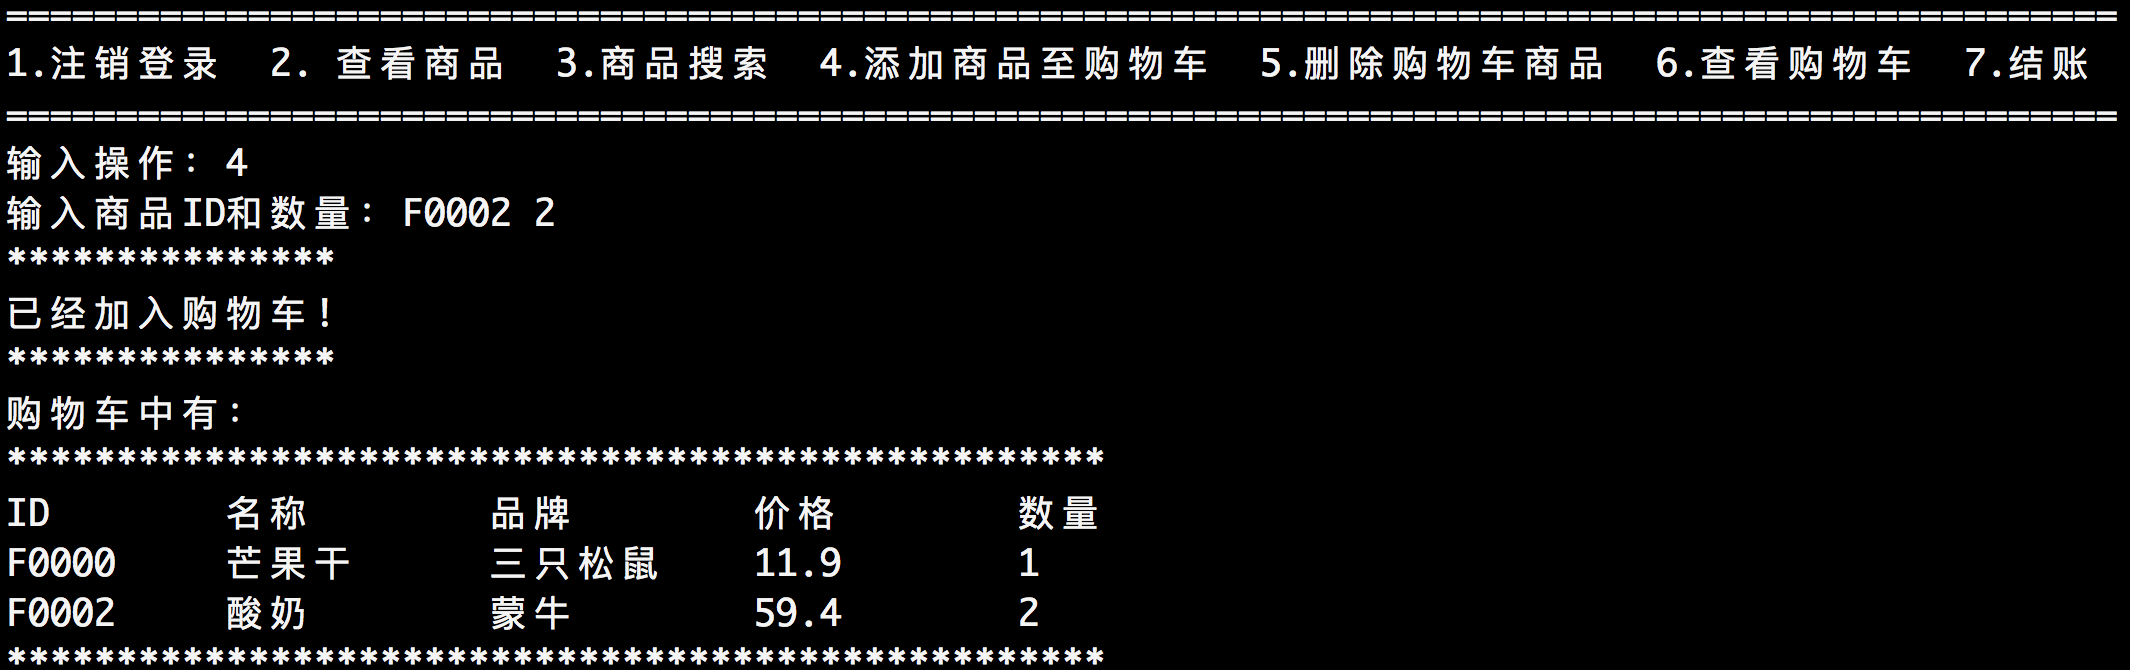 ================================================================================================
1.注销登录  2. 查看商品  3.商品搜索  4.添加商品至购物车  5.删除购物车商品  6.查看购物车  7.结账
================================================================================================
输入操作：4
输入商品ID和数量：F0002 2
***************
已经加入购物车！
***************
购物车中有：
**************************************************
ID        名称        品牌        价格        数量
F0000     芒果干      三只松鼠    11.9        1
F0002     酸奶        蒙牛        59.4        2
**************************************************